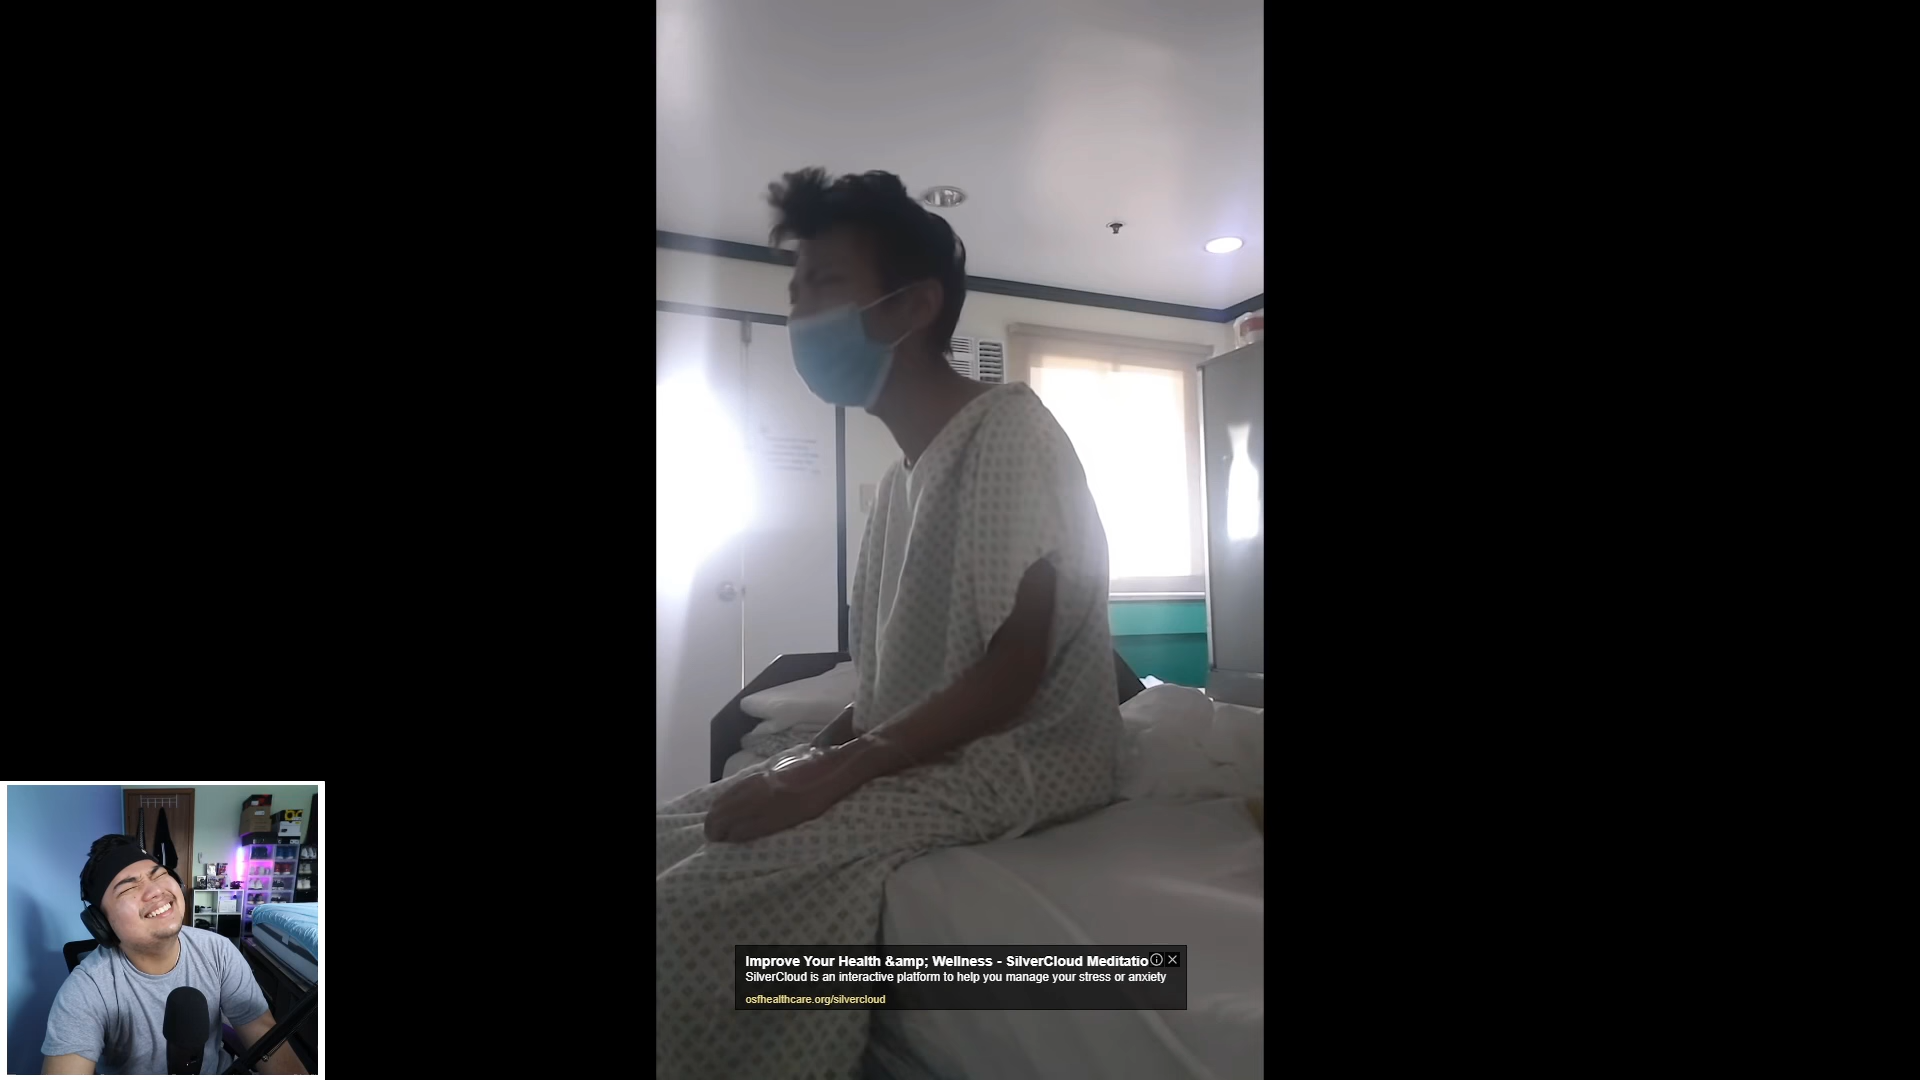 Improve Your Health &amp; Wellness - SilverCloud Meditatio
SilverCloud is an interactive platform to help you manage your stress or anxiety
osfhealthcare.org/silvercloud